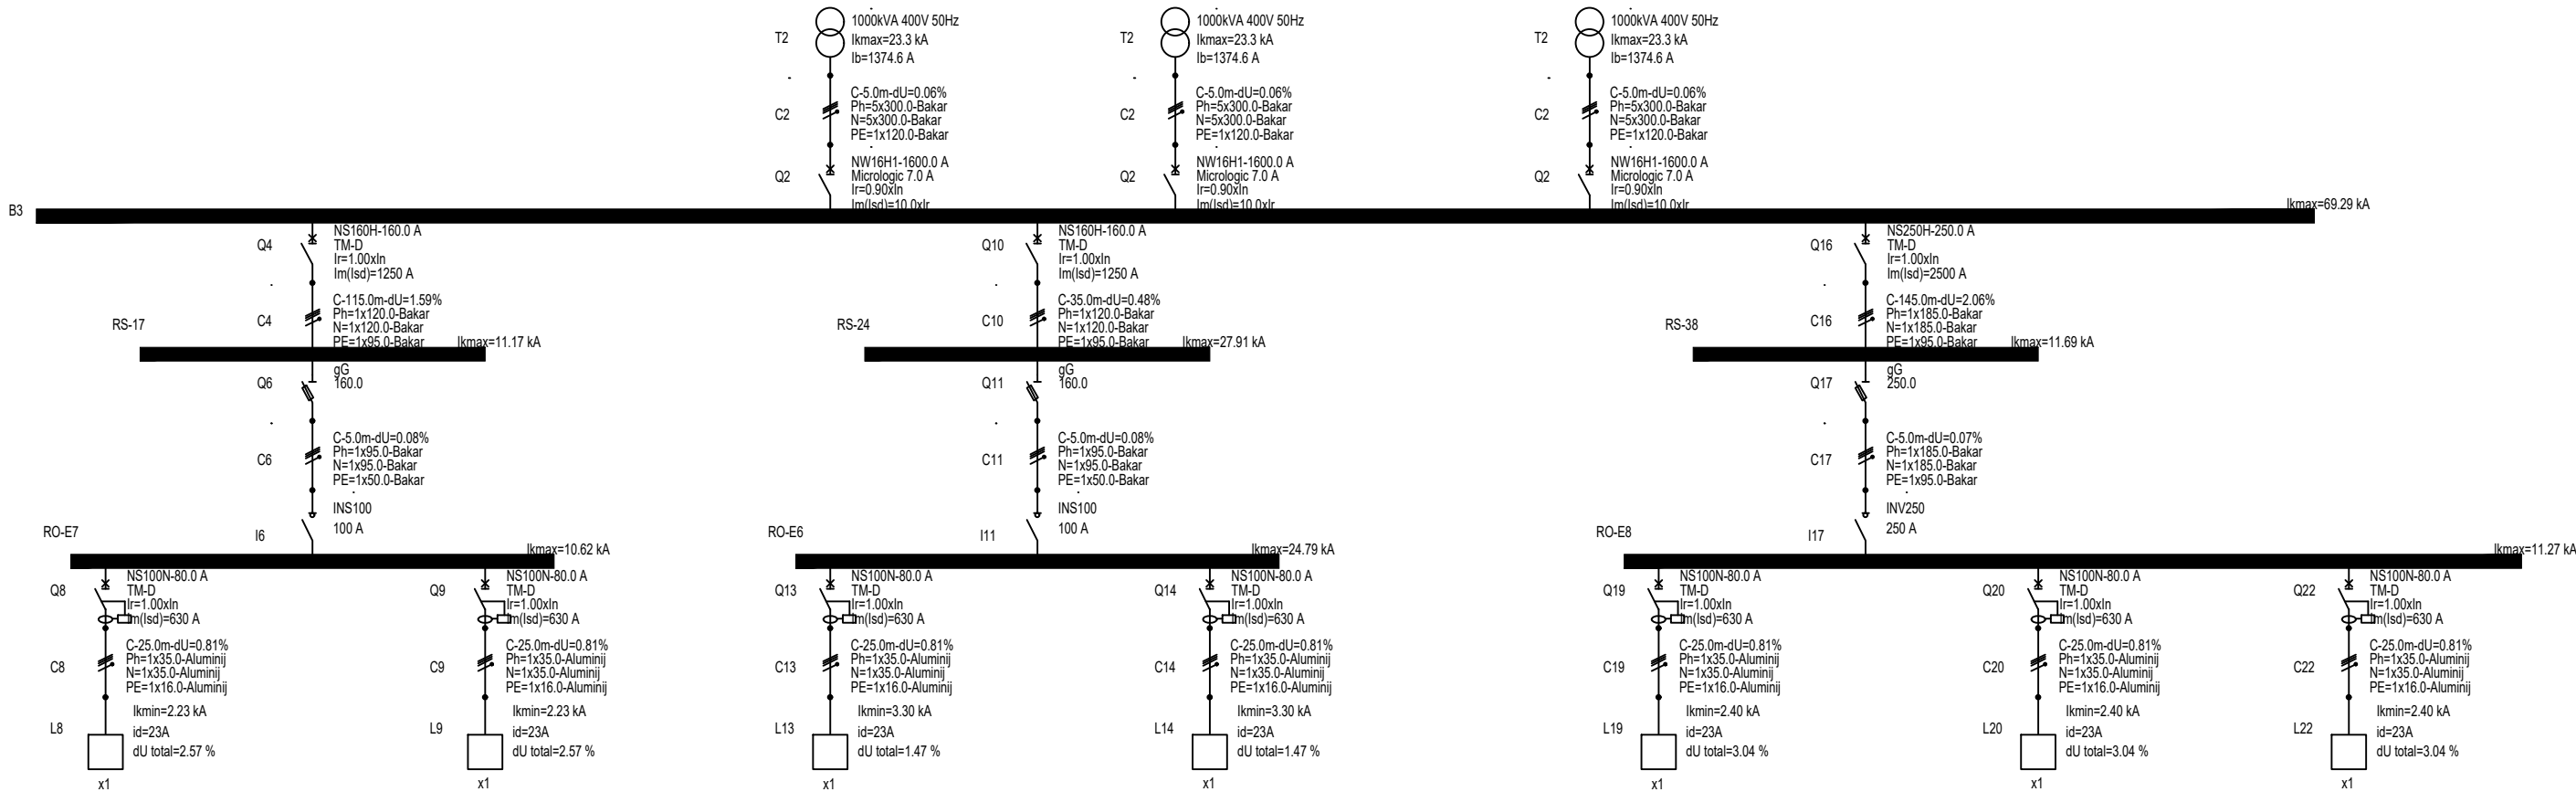 T2
1000kVA 400V 50Hz
Ikmax=23.3 kA
Ib=1374.6 A
C2
C-5.0m-dU=0.06%
Ph=5x300.0-Bakar
N=5x300.0-Bakar
PE=1x120.0-Bakar
Q2
NW16H1-1600.0 A
Micrologic 7.0 A
Ir=0.90xIn
Im(Isd)=10.0xIr
T2
1000kVA 400V 50Hz
Ikmax=23.3 kA
Ib=1374.6 A
C2
C-5.0m-dU=0.06%
Ph=5x300.0-Bakar
N=5x300.0-Bakar
PE=1x120.0-Bakar
Q2
NW16H1-1600.0 A
Micrologic 7.0 A
Ir=0.90xIn
Im(Isd)=10.0xIr
T2
1000kVA 400V 50Hz
Ikmax=23.3 kA
Ib=1374.6 A
C2
C-5.0m-dU=0.06%
Ph=5x300.0-Bakar
N=5x300.0-Bakar
PE=1x120.0-Bakar
Q2
NW16H1-1600.0 A
Micrologic 7.0 A
Ir=0.90xIn
Im(Isd)=10.0xIr
B3
Ikmax=69.29 kA
Q4
NS160H-160.0 A
TM-D
Ir=1.00xIn
Im(Isd)=1250 A
C4
C-115.0m-dU=1.59%
Ph=1x120.0-Bakar
N=1x120.0-Bakar
PE=1x95.0-Bakar
RS-17
Ikmax=11.17 kA
Q6
gG
160.0
C6
C-5.0m-dU=0.08%
Ph=1x95.0-Bakar
N=1x95.0-Bakar
PE=1x50.0-Bakar
I6
INS100
100 A
RO-E7
Ikmax=10.62 kA
Q10
NS160H-160.0 A
TM-D
Ir=1.00xIn
Im(Isd)=1250 A
C10
C-35.0m-dU=0.48%
Ph=1x120.0-Bakar
N=1x120.0-Bakar
PE=1x95.0-Bakar
RS-24
Ikmax=27.91 kA
Q11
gG
160.0
C11
C-5.0m-dU=0.08%
Ph=1x95.0-Bakar
N=1x95.0-Bakar
PE=1x50.0-Bakar
I11
INS100
100 A
RO-E6
Ikmax=24.79 kA
Q16
NS250H-250.0 A
TM-D
Ir=1.00xIn
Im(Isd)=2500 A
C16
C-145.0m-dU=2.06%
Ph=1x185.0-Bakar
N=1x185.0-Bakar
PE=1x95.0-Bakar
RS-38
Ikmax=11.69 kA
Q17
gG
250.0
C17
C-5.0m-dU=0.07%
Ph=1x185.0-Bakar
N=1x185.0-Bakar
PE=1x95.0-Bakar
I17
INV250
250 A
RO-E8
Ikmax=11.27 kA
Q8
NS100N-80.0 A
TM-D
Ir=1.00xIn
Im(Isd)=630 A
C8
C-25.0m-dU=0.81%
Ph=1x35.0-Aluminij
N=1x35.0-Aluminij
PE=1x16.0-Aluminij
L8
Ikmin=2.23 kA
id=23A
dU total=2.57 %
x1
Q9
NS100N-80.0 A
TM-D
Ir=1.00xIn
Im(Isd)=630 A
C9
C-25.0m-dU=0.81%
Ph=1x35.0-Aluminij
N=1x35.0-Aluminij
PE=1x16.0-Aluminij
L9
Ikmin=2.23 kA
id=23A
dU total=2.57 %
x1
Q13
NS100N-80.0 A
TM-D
Ir=1.00xIn
Im(Isd)=630 A
C13
C-25.0m-dU=0.81%
Ph=1x35.0-Aluminij
N=1x35.0-Aluminij
PE=1x16.0-Aluminij
L13
Ikmin=3.30 kA
id=23A
dU total=1.47 %
x1
Q14
NS100N-80.0 A
TM-D
Ir=1.00xIn
Im(Isd)=630 A
C14
C-25.0m-dU=0.81%
Ph=1x35.0-Aluminij
N=1x35.0-Aluminij
PE=1x16.0-Aluminij
L14
Ikmin=3.30 kA
id=23A
dU total=1.47 %
x1
Q19
NS100N-80.0 A
TM-D
Ir=1.00xIn
Im(Isd)=630 A
C19
C-25.0m-dU=0.81%
Ph=1x35.0-Aluminij
N=1x35.0-Aluminij
PE=1x16.0-Aluminij
L19
Ikmin=2.40 kA
id=23A
dU total=3.04 %
x1
Q20
NS100N-80.0 A
TM-D
Ir=1.00xIn
Im(Isd)=630 A
C20
C-25.0m-dU=0.81%
Ph=1x35.0-Aluminij
N=1x35.0-Aluminij
PE=1x16.0-Aluminij
L20
Ikmin=2.40 kA
id=23A
dU total=3.04 %
x1
Q22
NS100N-80.0 A
TM-D
Ir=1.00xIn
Im(Isd)=630 A
C22
C-25.0m-dU=0.81%
Ph=1x35.0-Aluminij
N=1x35.0-Aluminij
PE=1x16.0-Aluminij
L22
Ikmin=2.40 kA
id=23A
dU total=3.04 %
x1